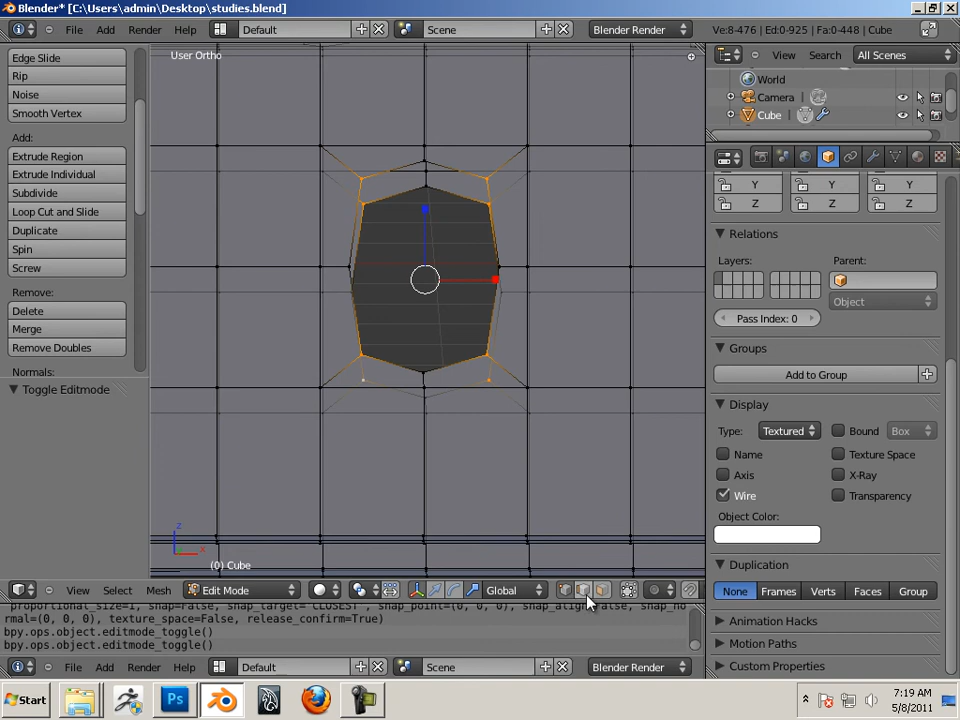 Blender* [C:\Users\admin\Desktop\studies.blend]
File Add Render Help Default Scene Blender Render Ve:8-476 | Ed:0-925 | Fa:0-448 | Cube
Edge Slide
Rip
Noise
Smooth Vertex
Add:
Extrude Region
Extrude Individual
Subdivide
Loop Cut and Slide
Duplicate
Spin
Screw
Remove:
Delete
Merge
Remove Doubles
Normals:
Toggle Editmode
User Ortho
z
x
(0) Cube
View Select Mesh Edit Mode Global
proportional_size=1, snap=False, snap_target='CLOSEST', snap_point=(0, 0, 0), snap_align=False, snap_no
rmal=(0, 0, 0), texture_space=False, release_confirm=True)
bpy.ops.object.editmode_toggle()
bpy.ops.object.editmode_toggle()
File Add Render Help Default Scene Blender Render
View Search All Scenes
World
Camera
Cube
Y Y Y
Z Z Z
Relations
Layers: Parent:
Object
Pass Index: 0
Groups
Add to Group
Display
Type: Textured Bound Box
Name Texture Space
Axis X-Ray
Wire Transparency
Object Color:
Duplication
None Frames Verts Faces Group
Animation Hacks
Motion Paths
Custom Properties
Start Ps 7:19 AM
5/8/2011